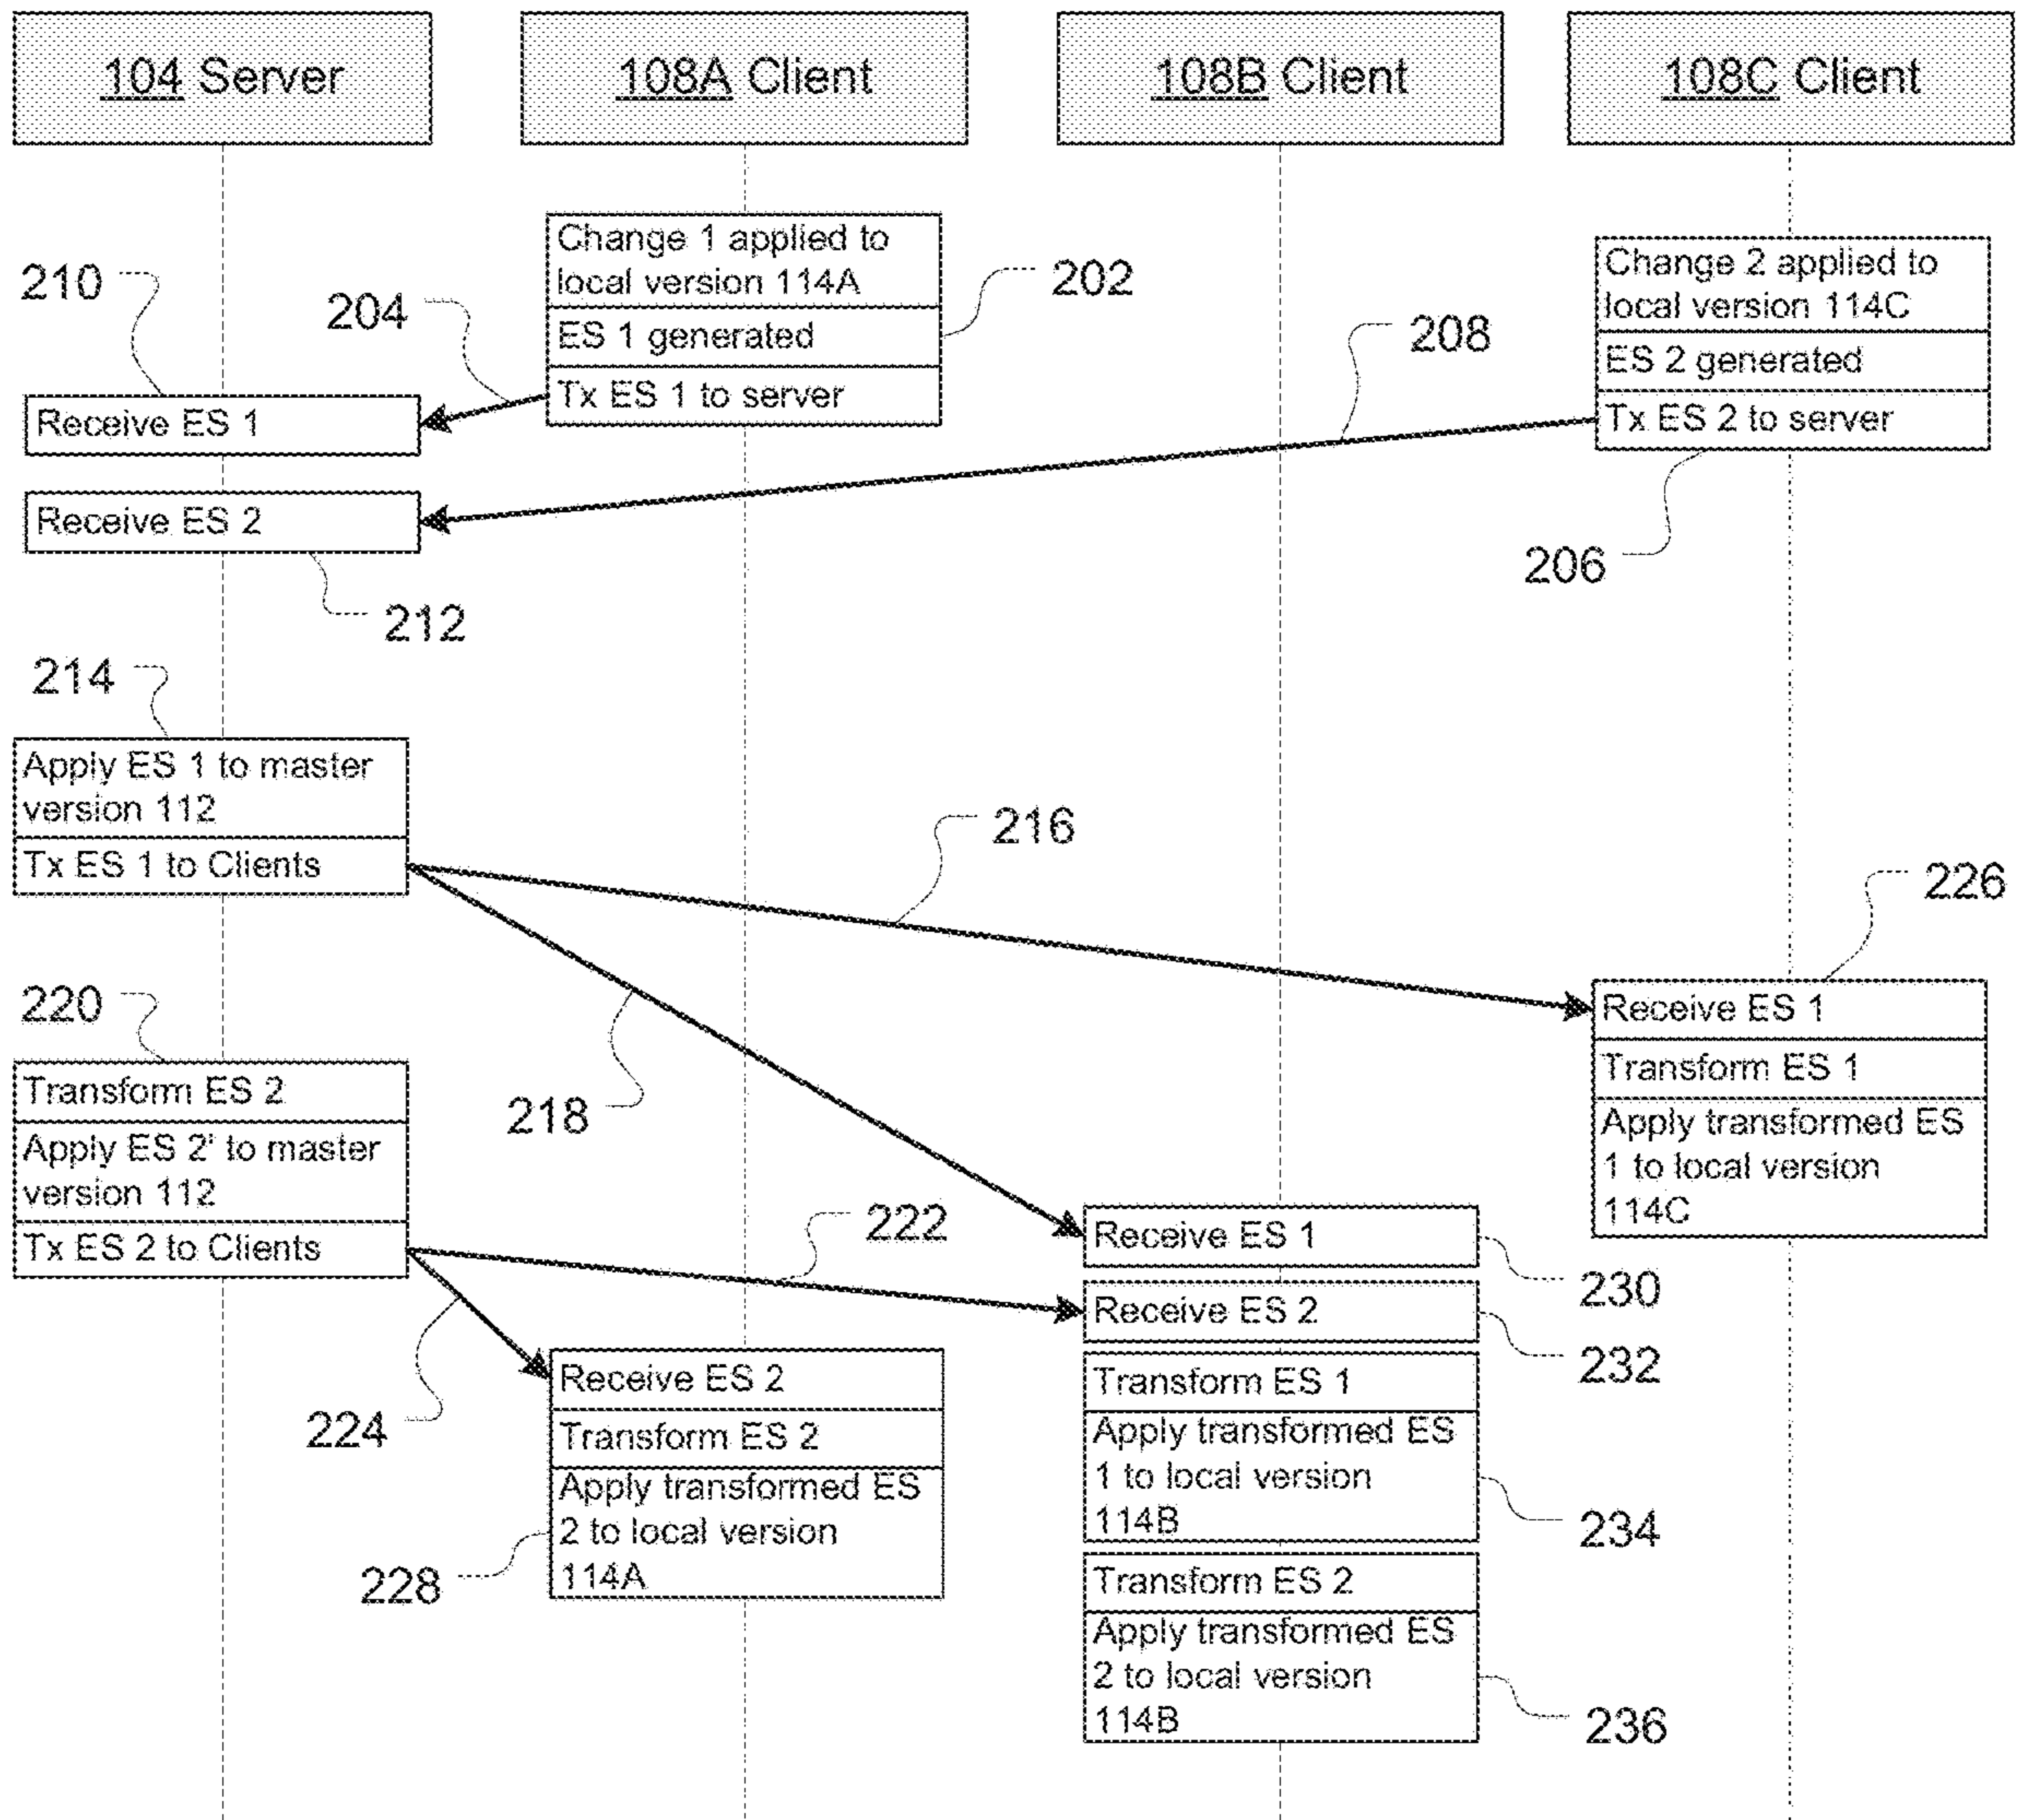 104 Server
108A Client
108B Client
108C Client
Change 1 applied to
local version 114A
ES 1 generated
Tx ES 1 to server
202
204
210
Receive ES 1
Change 2 applied to
local version 114C
ES 2 generated
Tx ES 2 to server
208
206
Receive ES 2
212
214
Apply ES 1 to master
version 112
Tx ES 1 to Clients
216
218
226
Receive ES 1
Transform ES 1
Apply transformed ES
1 to local version
114C
220
Transform ES 2
Apply ES 2' to master
version 112
Tx ES 2 to Clients
222
224
Receive ES 1
230
Receive ES 2
232
Receive ES 2
Transform ES 2
Apply transformed ES
2 to local version
114A
228
Transform ES 1
Apply transformed ES
1 to local version
114B
234
Transform ES 2
Apply transformed ES
2 to local version
114B
236